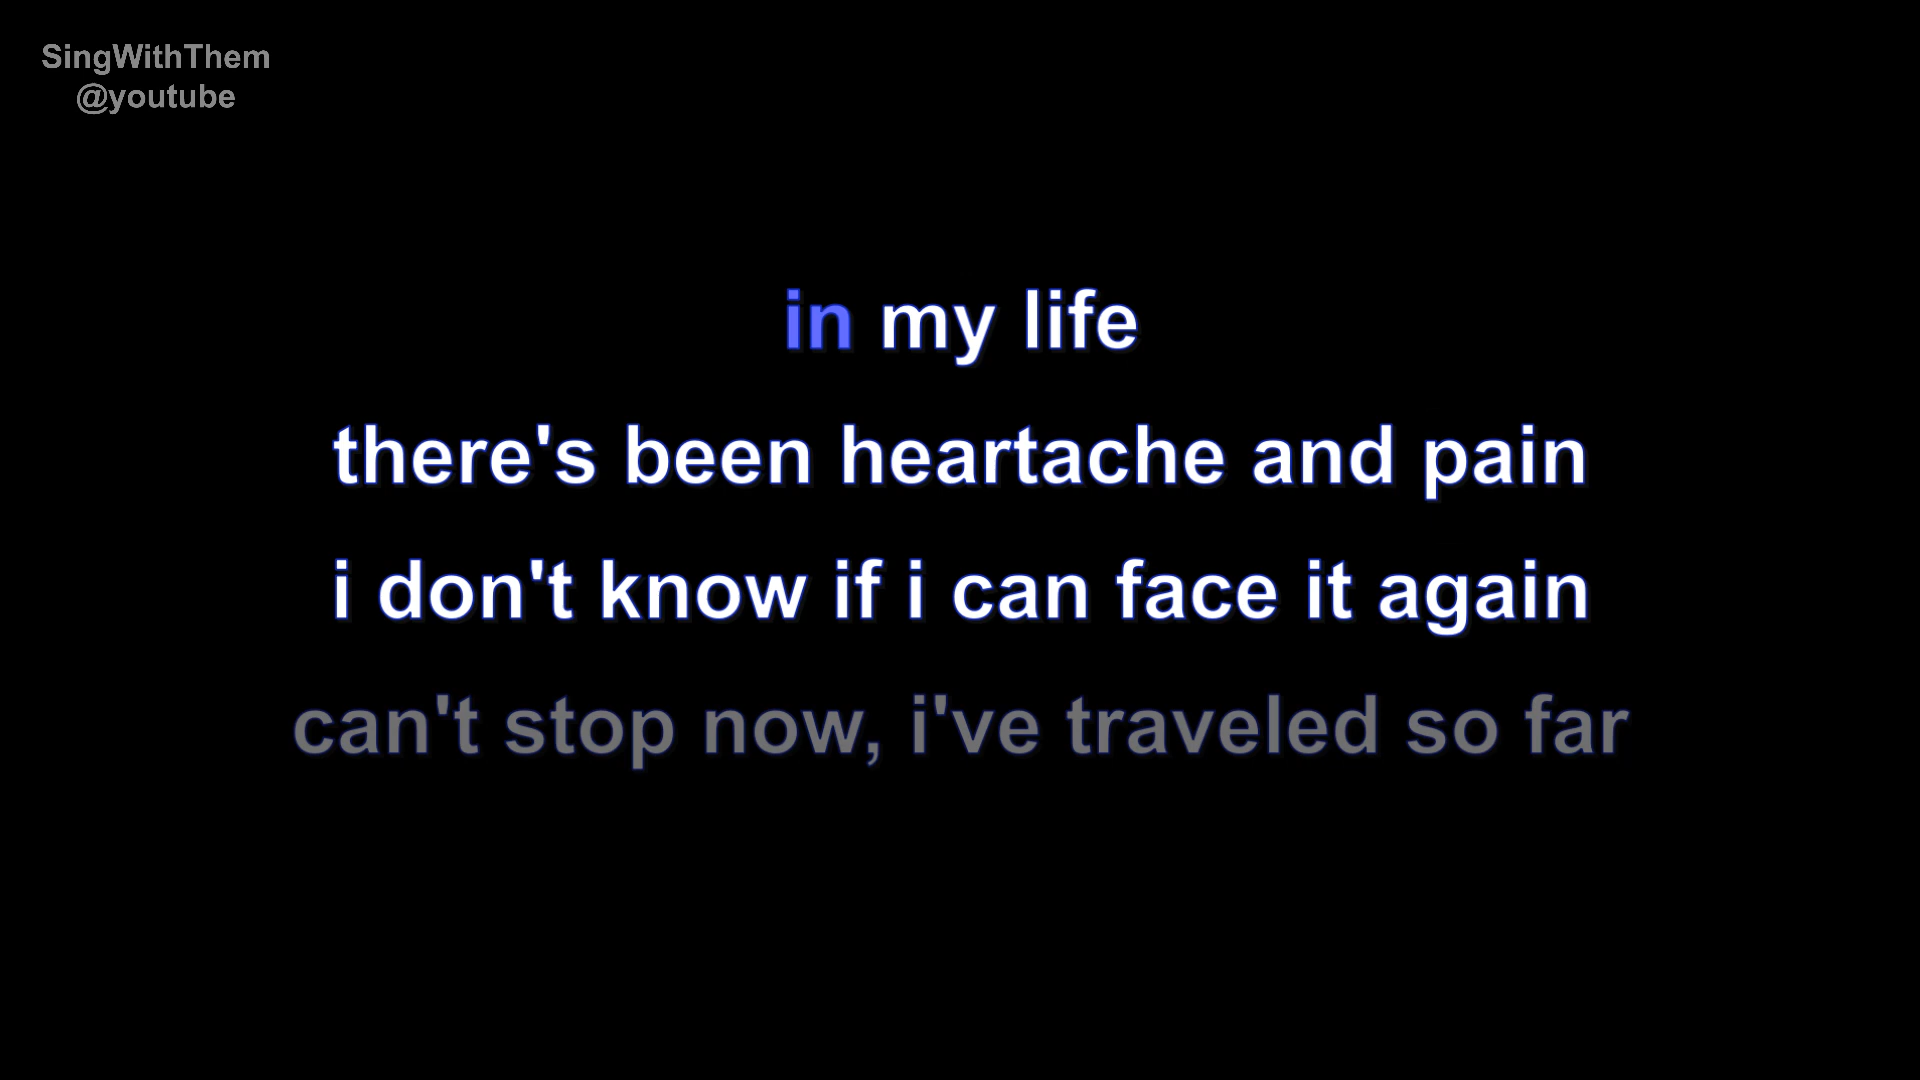 SingWithThem
@youtube
in my life
there's been heartache and pain
i don't know if i can face it again
can't stop now, i've traveled so far